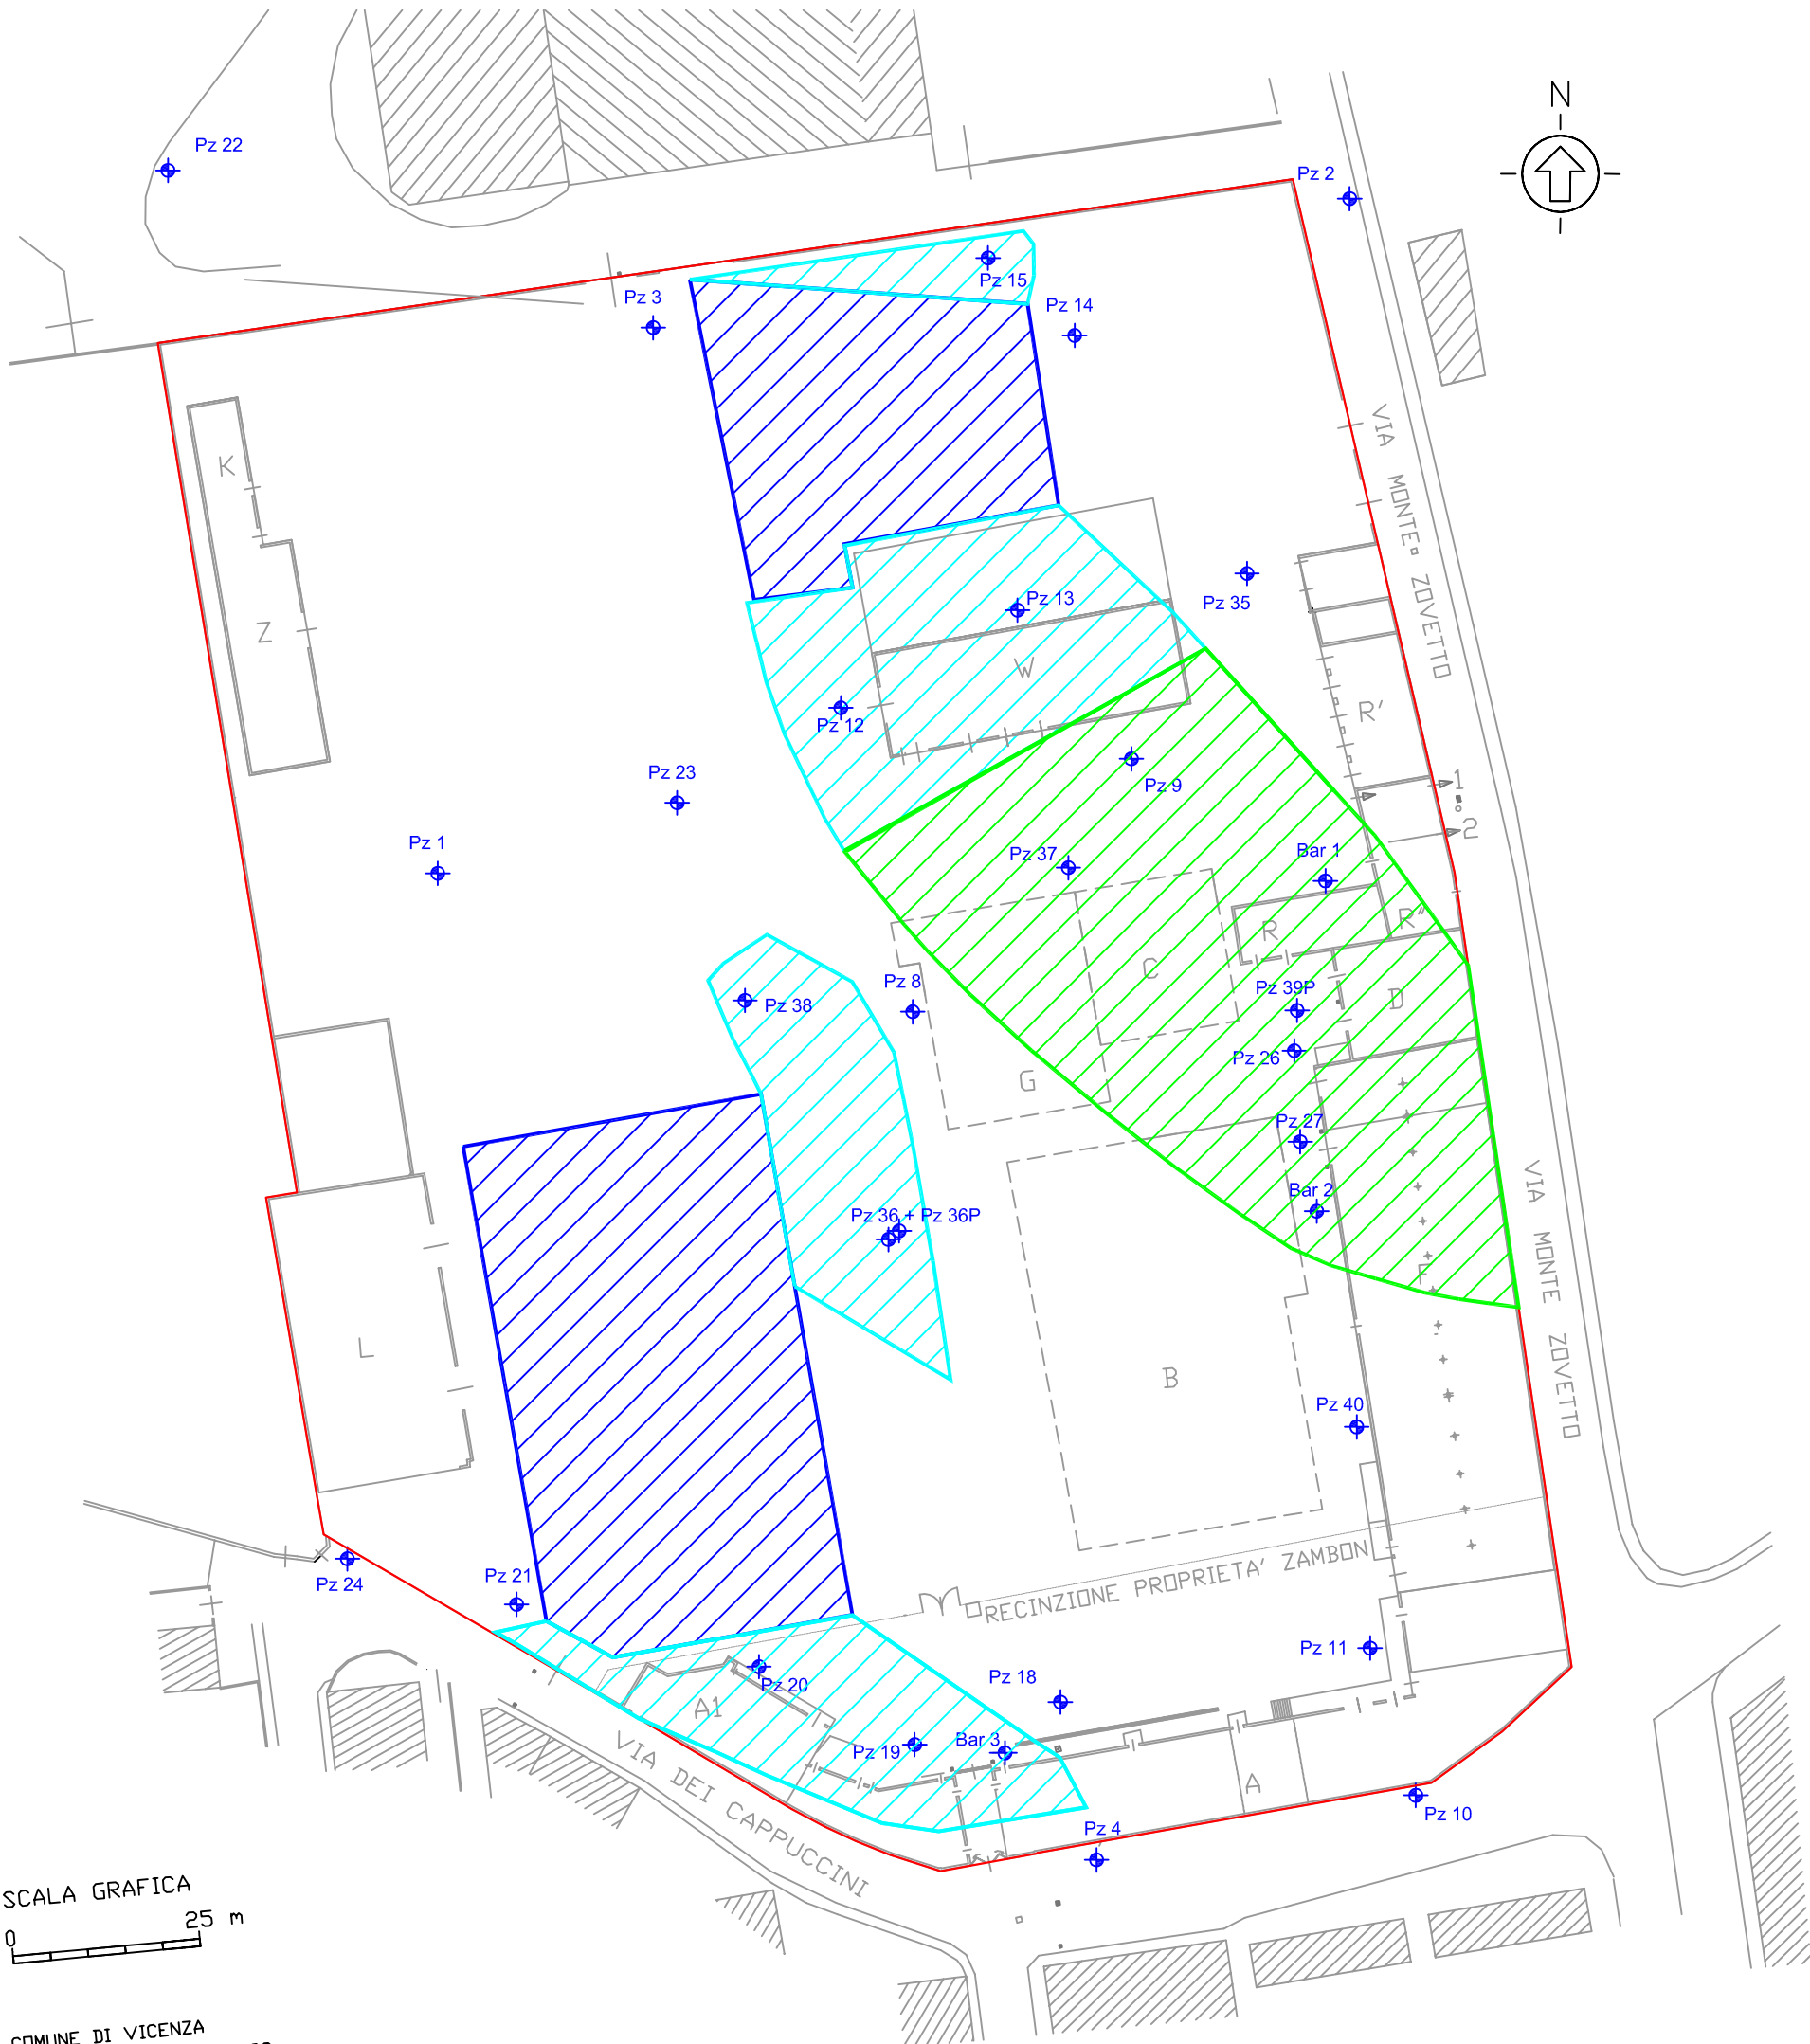 N
Pz 22
Pz 2
Pz 15
Pz 3
Pz 14
VIA MONTE ZOVETTO
K
Z
Pz 13
Pz 35
W
R'
Pz 12
Pz 9
Pz 23
1
2
Pz 1
Pz 37
Bar 1
R
R"
C
Pz 8
Pz 38
Pz 39P
D
Pz 26
G
Pz 27
Bar 2
Pz 36 + Pz 36P
VIA MONTE ZOVETTO
L
B
Pz 40
Pz 24
Pz 21
RECINZIONE PROPRIETA' ZAMBON
Pz 11
Pz 20
A1
Pz 18
Pz 19
Bar 3
A
VIA DEI CAPPUCCINI
Pz 10
Pz 4
SCALA GRAFICA
0 25 m
COMUNE DI VICENZA